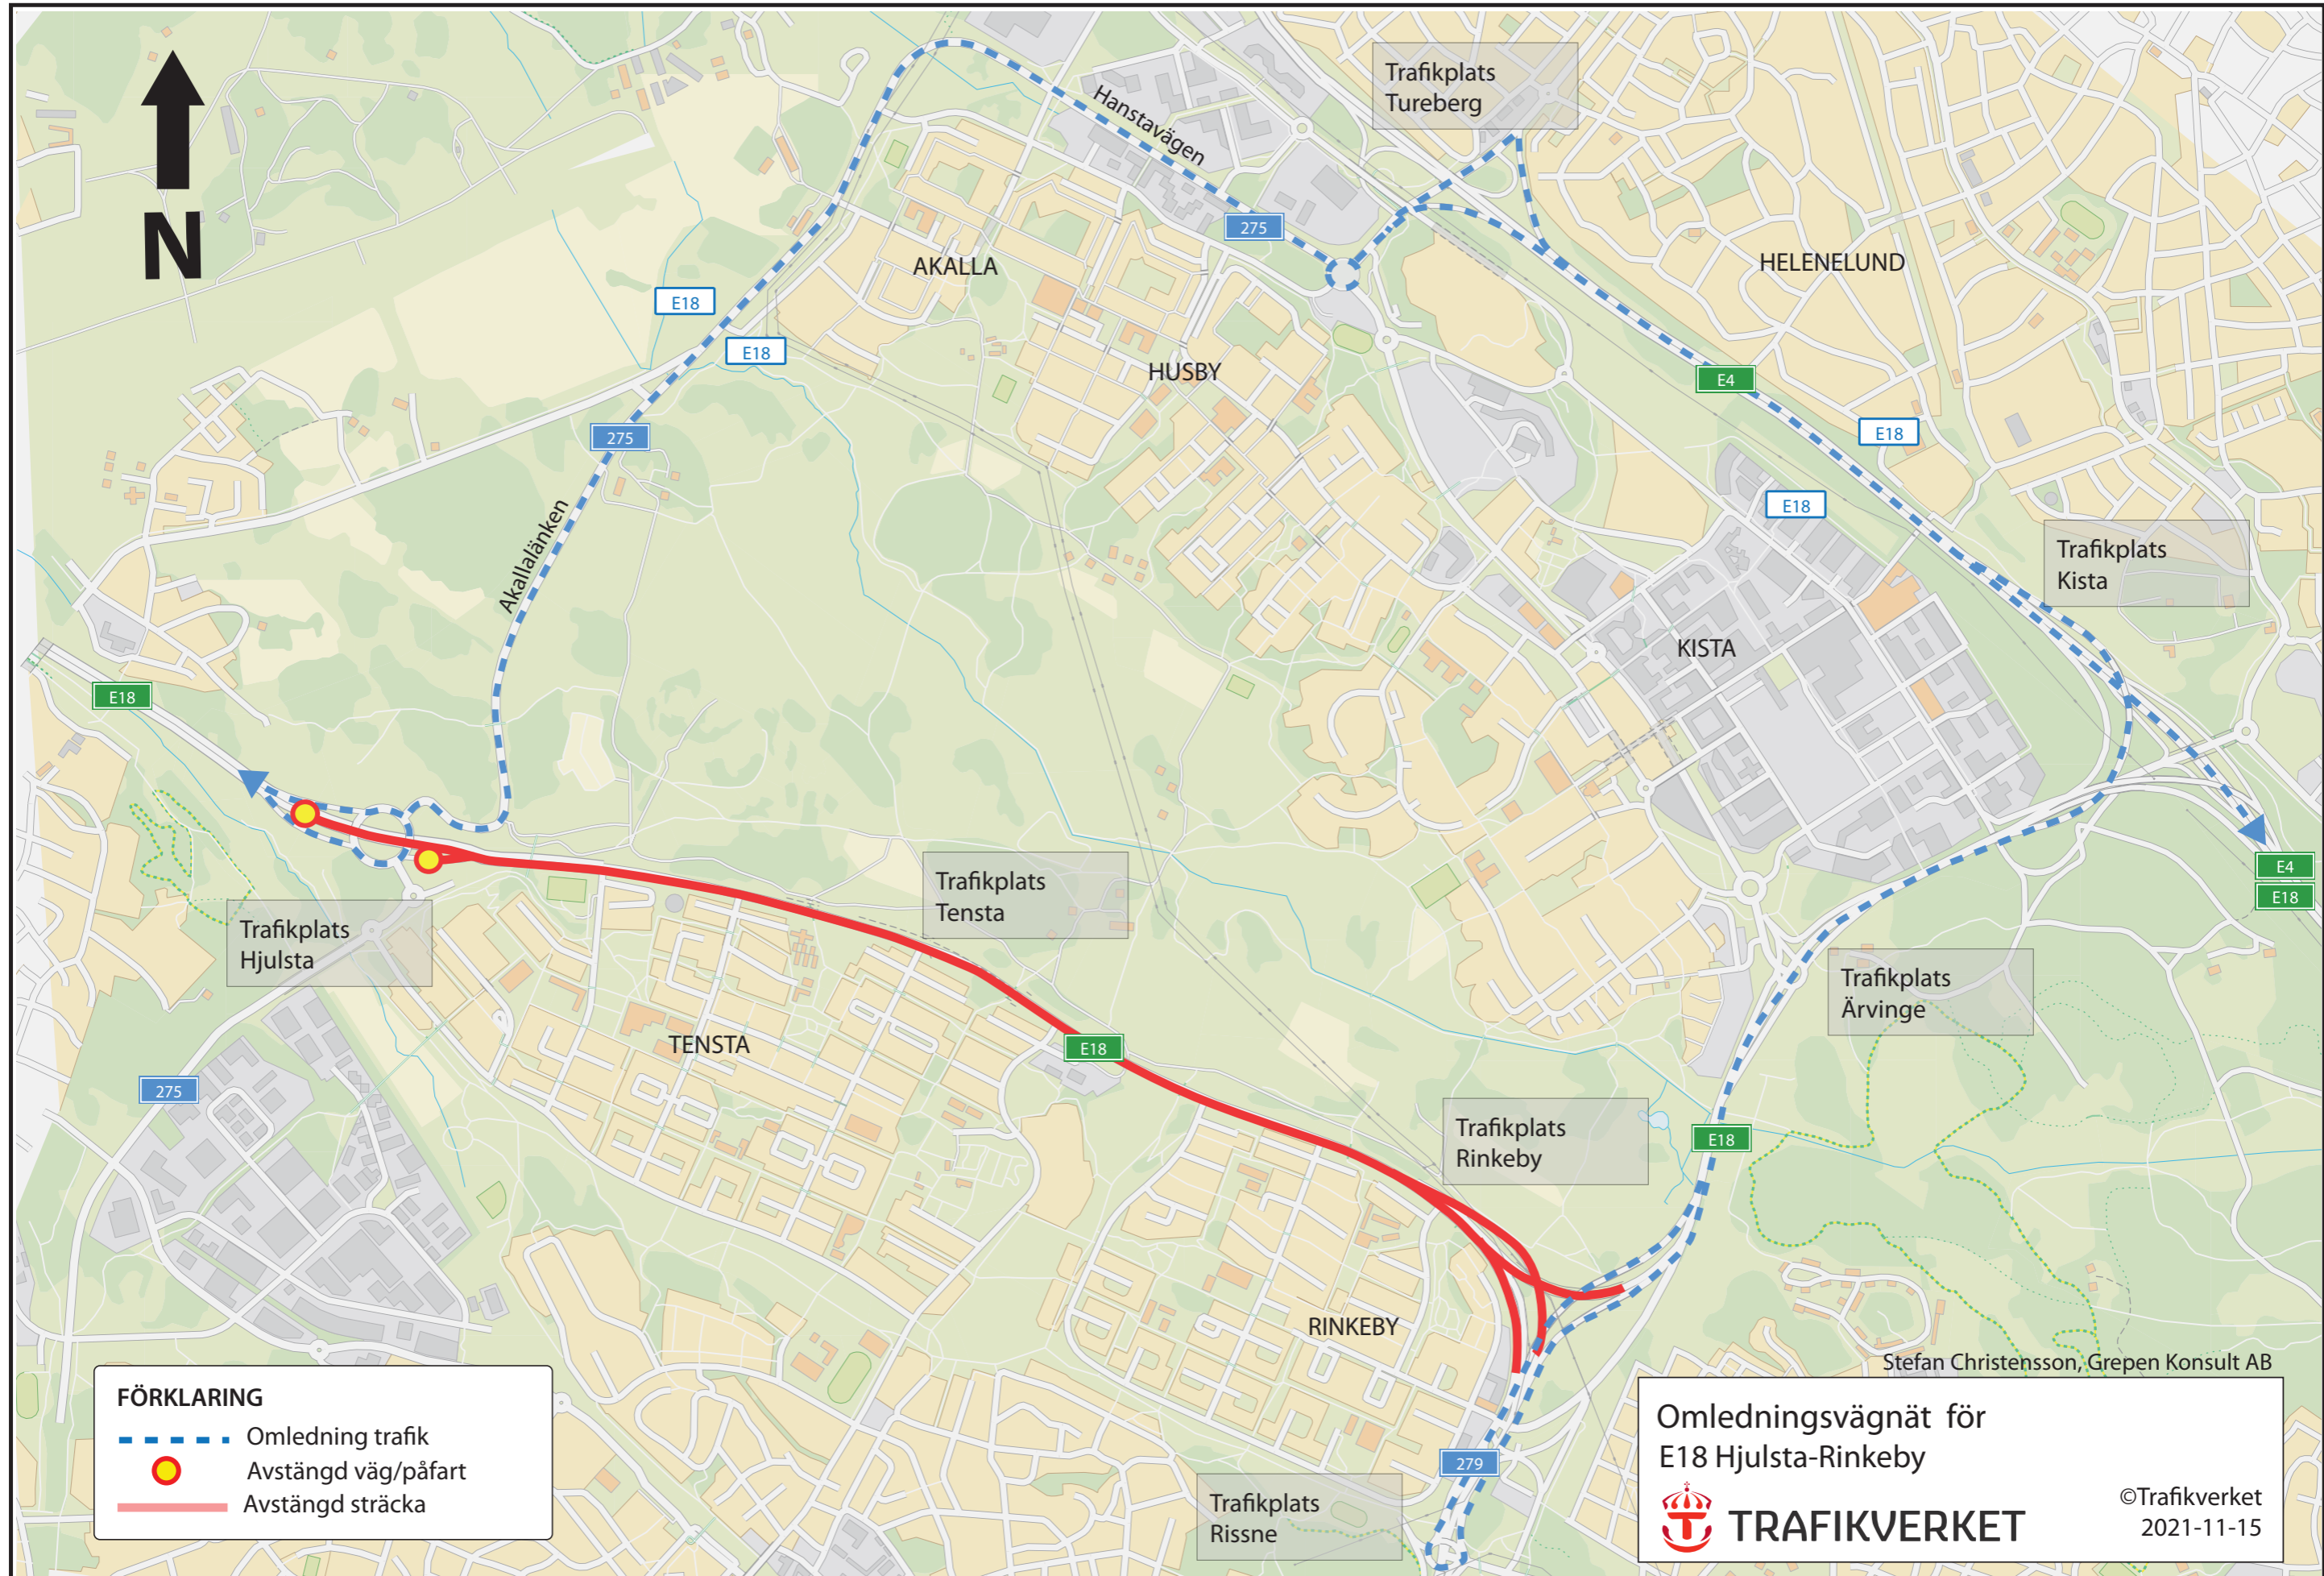 Trafikplats
Tureberg
Hanstavägen
275
AKALLA
HELENELUND
E18
E18
HUSBY
E4
275
E18
E18
Akallalänken
Trafikplats
Kista
KISTA
E18
E4
E18
Trafikplats
Tensta
Trafikplats
Hjulsta
Trafikplats
Ärvinge
TENSTA
E18
275
Trafikplats
Rinkeby
E18
RINKEBY
279
Trafikplats
Rissne
N
FÖRKLARING
Omledning trafik
Avstängd väg/påfart
Avstängd sträcka
Stefan Christensson, Grepen Konsult AB
Omledningsvägnät för
E18 Hjulsta-Rinkeby
TRAFIKVERKET
©Trafikverket
2021-11-15